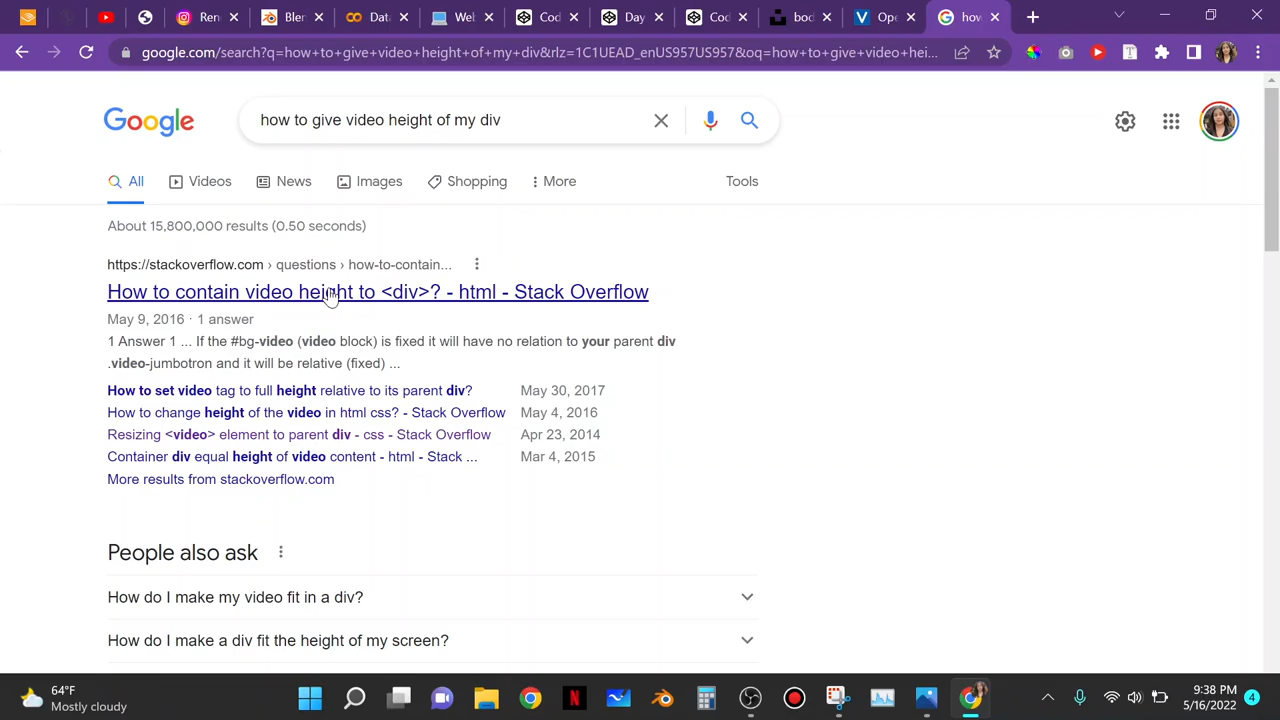 Ren
Bler
Data
Wel
Cod
Day
Cod
bod
Ope
how
google.com/search?q=how+to+give+video+height+of+my+div&rlz=1C1UEAD_enUS957US957&oq=how+to+give+video+hei...
Google
how to give video height of my div
All
Videos
News
Images
Shopping
More
Tools
About 15,800,000 results (0.50 seconds)
https://stackoverflow.com › questions › how-to-contain...
How to contain video height to <div>? - html - Stack Overflow
May 9, 2016 · 1 answer
1 Answer 1 ... If the #bg-video (video block) is fixed it will have no relation to your parent div
.video-jumbotron and it will be relative (fixed) ...
How to set video tag to full height relative to its parent div? May 30, 2017
How to change height of the video in html css? - Stack Overflow May 4, 2016
Resizing <video> element to parent div - css - Stack Overflow Apr 23, 2014
Container div equal height of video content - html - Stack ... Mar 4, 2015
More results from stackoverflow.com
People also ask
How do I make my video fit in a div?
How do I make a div fit the height of my screen?
64°F
Mostly cloudy
9:38 PM
5/16/2022
4